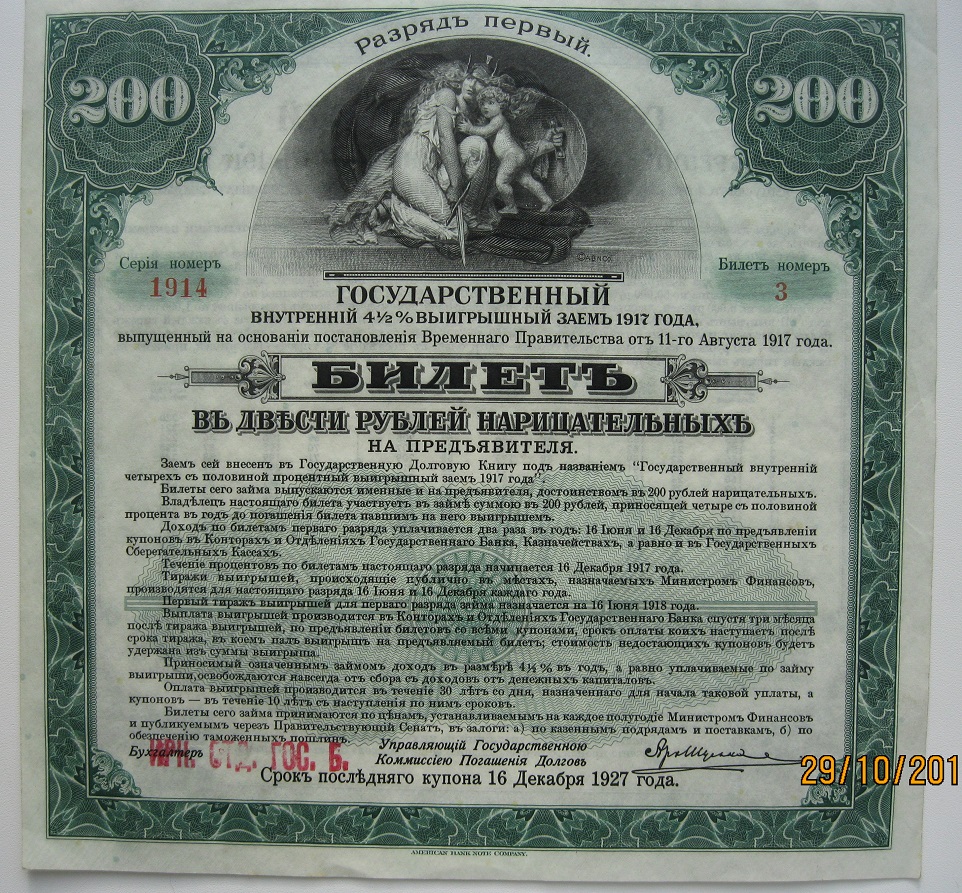 Разрядъ первый.
200
200
©ABNCo.
Серія номеръ
1914
Билетъ номеръ
3
ГОСУДАРСТВЕННЫЙ
ВНУТРЕННІЙ 4½% ВЫИГРЫШНЫЙ ЗАЕМЪ 1917 ГОДА,
выпущенный на основаніи постановленія Временнаго Правительства отъ 11-го Августа 1917 года.
БИЛЕТЪ
ВЪ ДВѢСТИ РУБЛЕЙ НАРИЦАТЕЛЬНЫХЪ
НА ПРЕДЪЯВИТЕЛЯ.
Заемъ сей внесенъ въ Государственную Долговую Книгу подъ названіемъ "Государственный внутренній
четырехъ съ половиной процентный выигрышный заемъ 1917 года".
Билеты сего займа выпускаются именные и на предъявителя, достоинствомъ въ 200 рублей нарицательныхъ.
Владѣлецъ настоящаго билета участвуетъ въ займѣ суммою въ 200 рублей, приносящей четыре съ половиной
процента въ годъ до погашенія билета павшимъ на него выигрышемъ.
Доходъ по билетамъ перваго разряда уплачивается два раза въ годъ: 16 Іюня и 16 Декабря по предъявленіи
купоновъ въ Конторахъ и Отдѣленіяхъ Государственнаго Банка, Казначействахъ, а равно и въ Государственныхъ
Сберегательныхъ Кассахъ.
Теченіе процентовъ по билетамъ настоящаго разряда начинается 16 Декабря 1917 года.
Тиражи выигрышей, происходящіе публично въ мѣстахъ, назначаемыхъ Министромъ Финансовъ,
производятся для настоящаго разряда 16 Іюня и 16 Декабря каждаго года.
Первый тиражъ выигрышей для перваго разряда займа назначается на 16 Іюня 1918 года.
Выплата выигрышей производится въ Конторахъ и Отдѣленіяхъ Государственнаго Банка спустя три мѣсяца
послѣ тиража выигрышей, по предъявленіи билетовъ со всѣми купонами, срокъ оплаты коихъ наступаетъ послѣ
срока тиража, въ коемъ палъ выигрышъ на предъявляемый билетъ; стоимость недостающихъ купоновъ будетъ
удержана изъ суммы выигрыша.
Приносимый означеннымъ займомъ доходъ въ размѣрѣ 4½% въ годъ, а равно уплачиваемые по займу
выигрыши, освобождаются навсегда отъ сбора съ доходовъ отъ денежныхъ капиталовъ.
Оплата выигрышей производится въ теченіе 30 лѣтъ со дня, назначеннаго для начала таковой уплаты, а
купоновъ — въ теченіе 10 лѣтъ съ наступленія по нимъ сроковъ.
Билеты сего займа принимаются по цѣнамъ, устанавливаемымъ на каждое полугодіе Министромъ Финансовъ
и публикуемымъ чрезъ Правительствующій Сенатъ, въ залоги: а) по казеннымъ подрядамъ и поставкамъ, б) по
обезпеченію таможенныхъ пошлинъ.
Бухгалтеръ
ИРК. ОТД. ГОС. Б.
Управляющій Государственною
Коммиссіею Погашенія Долговъ
Срокъ послѣдняго купона 16 Декабря 1927 года.
29/10/201
AMERICAN BANK NOTE COMPANY.